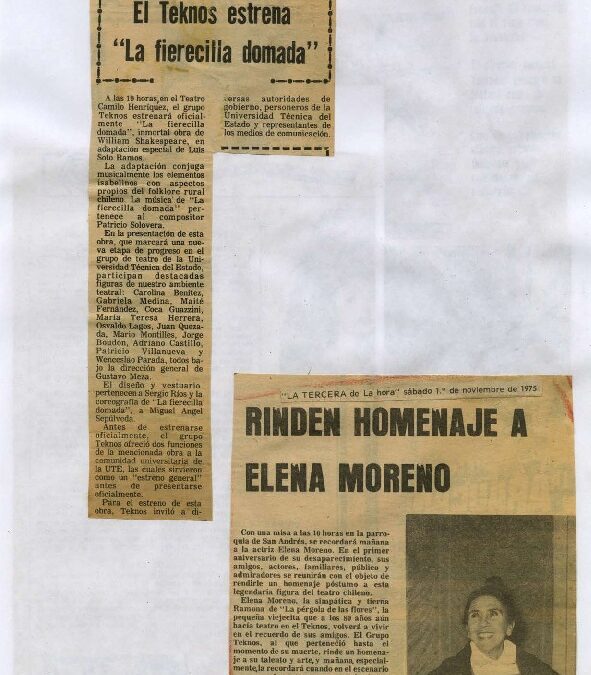 El Teknos estrena
"La fierecilla domada"
A las 19 horas, en el Teatro
Camilo Henríquez, el grupo
Teknos estrenará oficial-
mente "La fierecilla
domada", inmortal obra de
William Shakespeare, en
adaptación especial de Luis
Soto Ramos.
La adaptación conjuga
musicalmente los elementos
isabelinos con aspectos
propios del folklore rural
chileno. La música de "La
fierecilla domada" per-
tenece al compositor
Patricio Solovera.
En la presentación de esta
obra, que marcará una nue-
va etapa de progreso en el
grupo de teatro de la Uni-
versidad Técnica del Estado,
participan destacadas
figuras de nuestro ambiente
teatral: Carolina Benítez,
Gabriela Medina, Maité
Fernández, Coca Guazzini,
María Teresa Herrera,
Osvaldo Lagos, Juan Queza-
da, Mario Montilles, Jorge
Boudon, Adriano Castillo,
Patricio Villanueva y
Wenceslao Parada, todos bajo
la dirección general de
Gustavo Meza.
El diseño y vestuario
pertenecen a Sergio Ríos y la
coreografía de "La fierecilla
domada", a Miguel Angel
Sepúlveda.
Antes de estrenarse
oficialmente, el grupo
Teknos ofreció dos funciones
de la mencionada obra a la
comunidad universitaria de
la UTE, las cuales sirvieron
como un "estreno general"
antes de presentarse
oficialmente.
Para el estreno de esta
obra, Teknos invitó a di-
versas autoridades de
gobierno, personeros de la
Universidad Técnica del
Estado y representantes de
los medios de comunicación.
"LA TERCERA de La hora" sábado 1.° de noviembre de 1975
RINDEN HOMENAJE A
ELENA MORENO
Con una misa a las 10 horas en la parro-
quia de San Andrés, se recordará mañana
a la actriz Elena Moreno. En el primer
aniversario de su desaparecimiento, sus
amigos, actores, familiares, público y
admiradores se reunirán con el objeto de
rendirle un homenaje póstumo a esta
legendaria figura del teatro chileno.
Elena Moreno, la simpática y tierna
Ramona de "La pérgola de las flores", la
pequeña viejecita que a los 80 años aún
hacía teatro en el Teknos, volverá a vivir
en el recuerdo de sus amigos. El Grupo
Teknos, al que perteneció hasta el
momento de su muerte, rinde un homena-
je a su talento y arte, y mañana, especial-
mente, la recordará cuando en el escenario